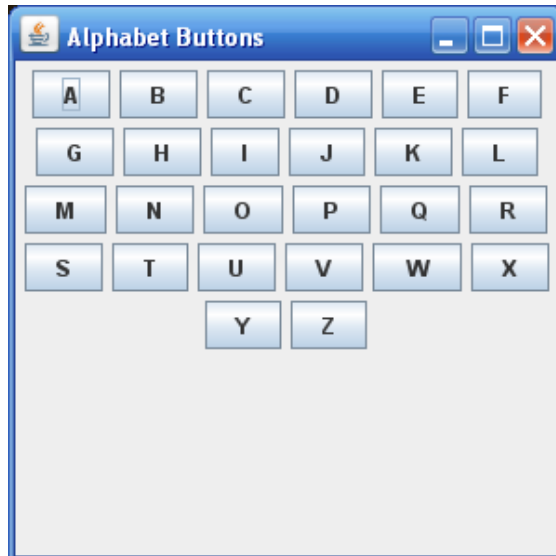 Alphabet Buttons
A B C D E F
G H I J K L
M N O P Q R
S T U V W X
Y Z